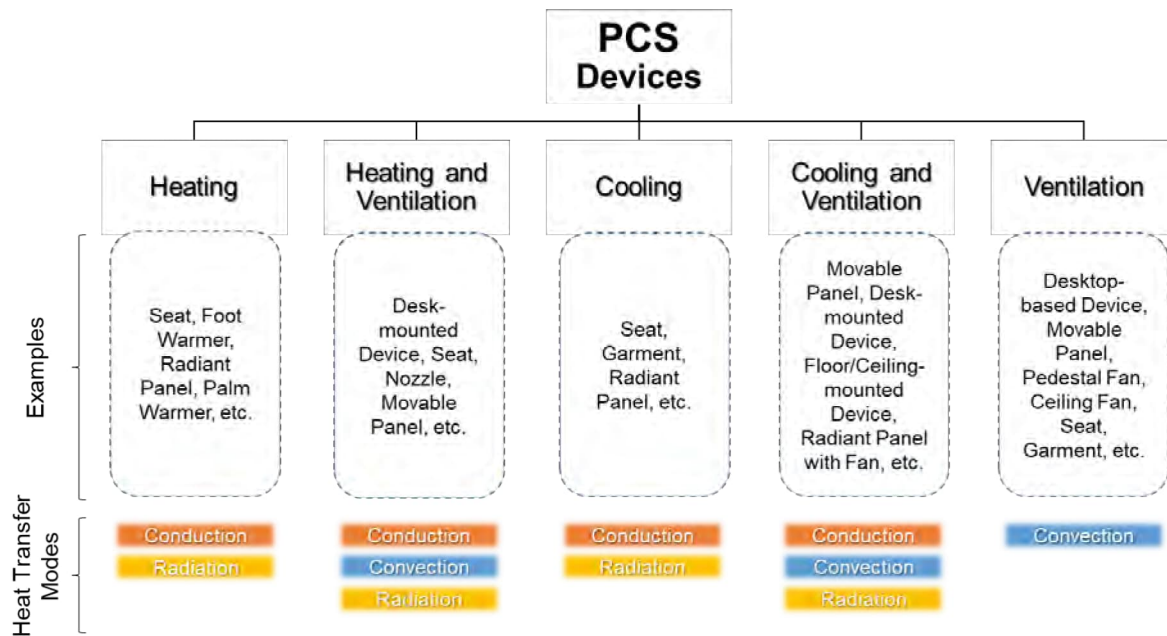 PCS
Devices
Heating
Heating and
Ventilation
Cooling
Cooling and
Ventilation
Ventilation
Examples
Seat, Foot
Warmer,
Radiant
Panel, Palm
Warmer, etc.
Desk-
mounted
Device, Seat,
Nozzle,
Movable
Panel, etc.
Seat,
Garment,
Radiant
Panel, etc.
Movable
Panel, Desk-
mounted
Device,
Floor/Ceiling-
mounted
Device,
Radiant Panel
with Fan, etc.
Desktop-
based Device,
Movable
Panel,
Pedestal Fan,
Ceiling Fan,
Seat,
Garment, etc.
Heat Transfer
Modes
Conduction
Radiation
Conduction
Convection
Radiation
Conduction
Radiation
Conduction
Convection
Radiation
Convection